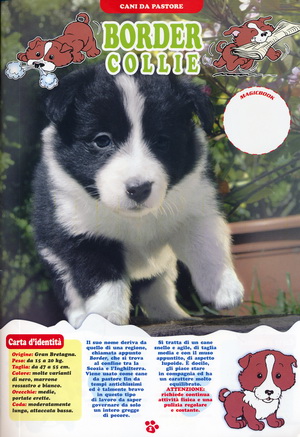 CANI DA PASTORE
BORDER
COLLIE
MAGICBOOK
Carta d'identità
Origine: Gran Bretagna.
Peso: da 15 a 20 kg.
Taglia: da 47 a 55 cm.
Colore: molte varianti
di nero, marrone
rossastro e bianco.
Orecchie: medie,
portate erette.
Coda: moderatamente
lunga, attaccata bassa.
Il suo nome deriva da
quello di una regione,
chiamata appunto
Border, che si trova
al confine tra la
Scozia e l'Inghilterra.
Viene usato come cane
da pastore fin da
tempi antichissimi
ed è talmente bravo
in questo tipo
di lavoro da saper
governare da solo
un intero gregge
di pecore.
Si tratta di un cane
snello e agile, di taglia
media e con il muso
appuntito, di aspetto
lupoide. È docile,
gli piace stare
in compagnia ed ha
un carattere molto
equilibrato.
ATTENZIONE:
richiede continua
attività fisica e una
pulizia regolare
e costante.